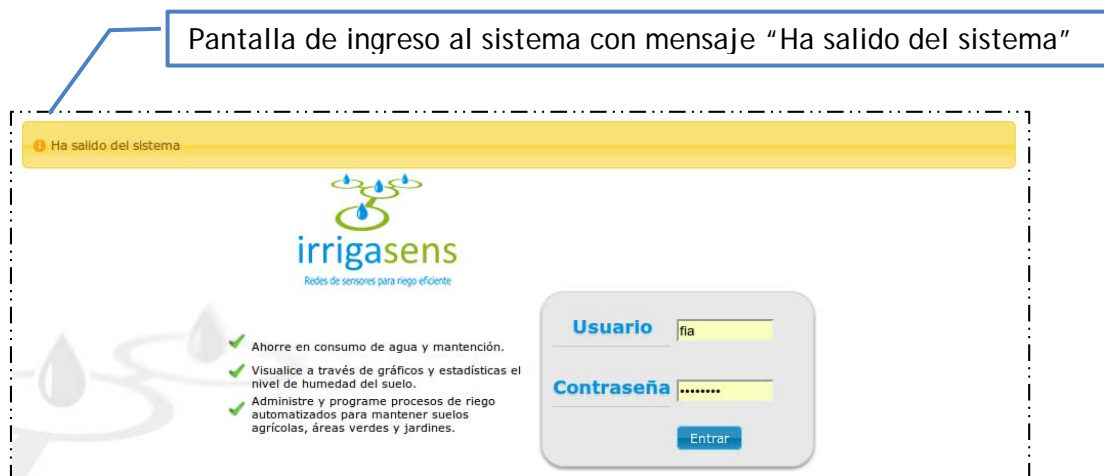 Pantalla de ingreso al sistema con mensaje “Ha salido del sistema”
Ha salido del sistema
irrigasens
Redes de sensores para riego eficiente
Ahorre en consumo de agua y mantención.
Visualice a través de gráficos y estadísticas el
nivel de humedad del suelo.
Administre y programe procesos de riego
automatizados para mantener suelos
agrícolas, áreas verdes y jardines.
Usuario fia
Contraseña ••••••••
Entrar